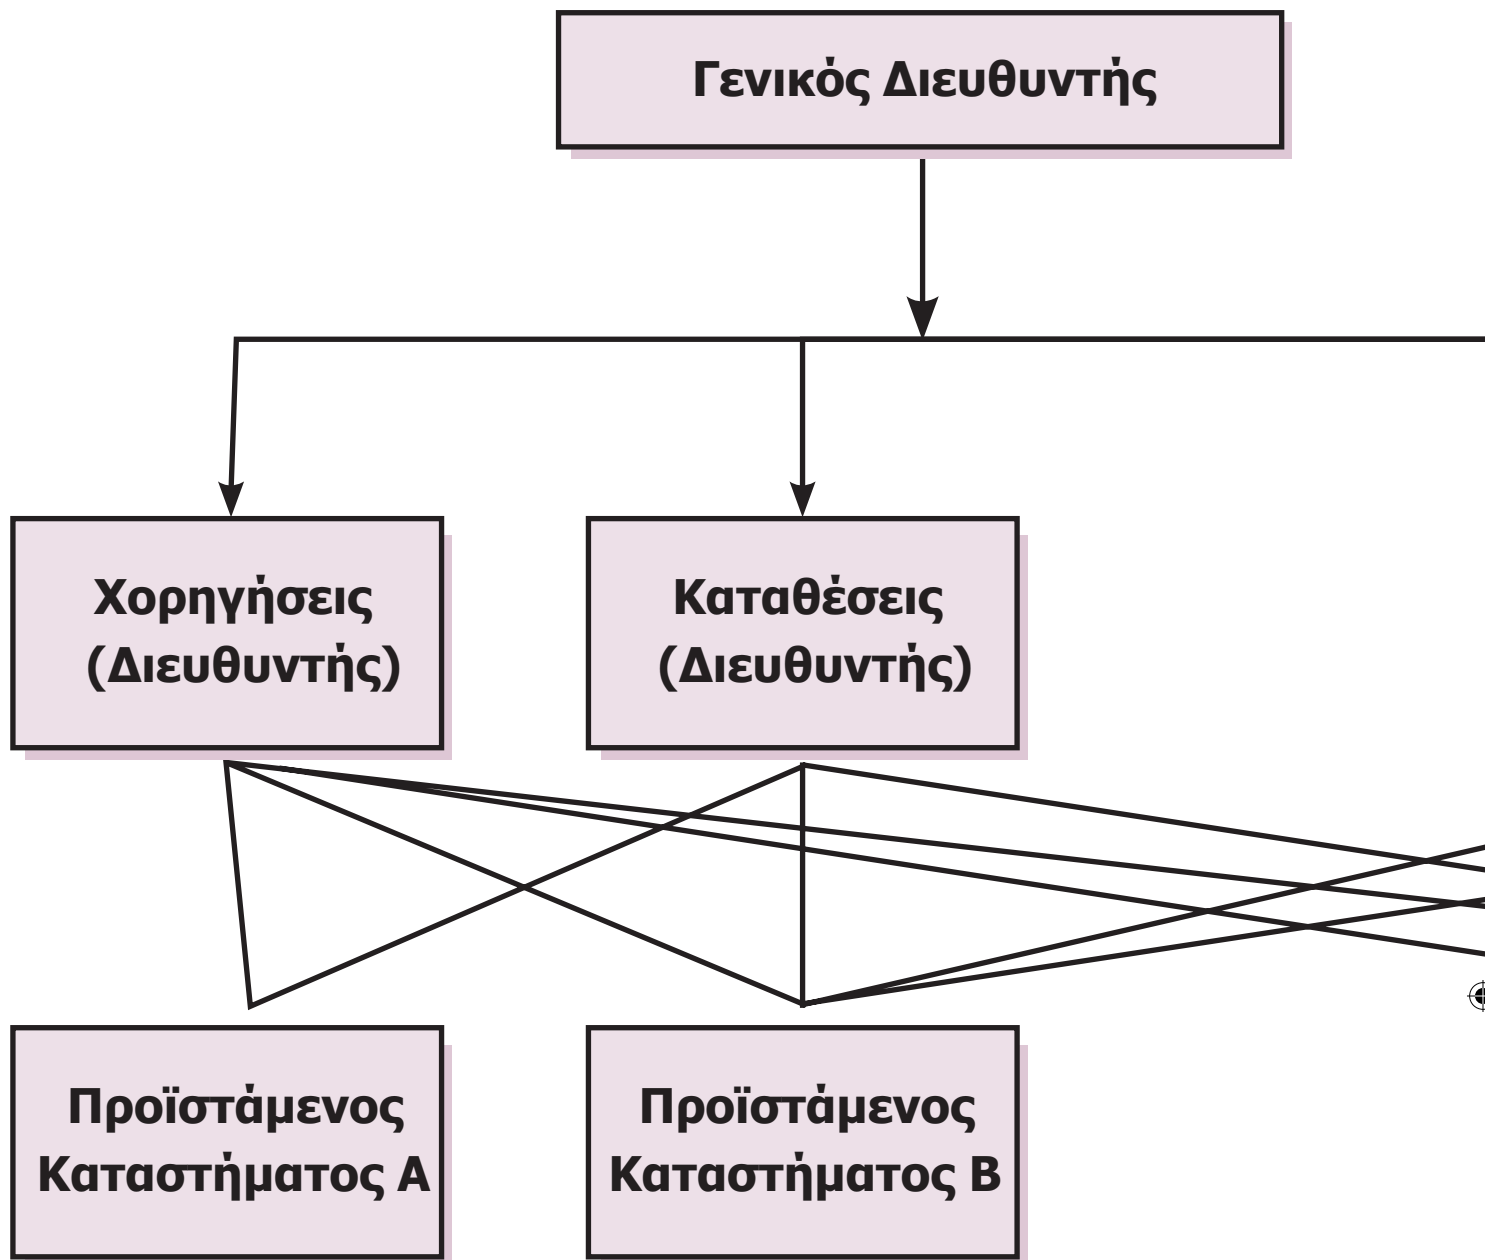 Γενικός Διευθυντής
Χορηγήσεις
(Διευθυντής)
Καταθέσεις
(Διευθυντής)
Προϊστάμενος
Καταστήματος Α
Προϊστάμενος
Καταστήματος Β